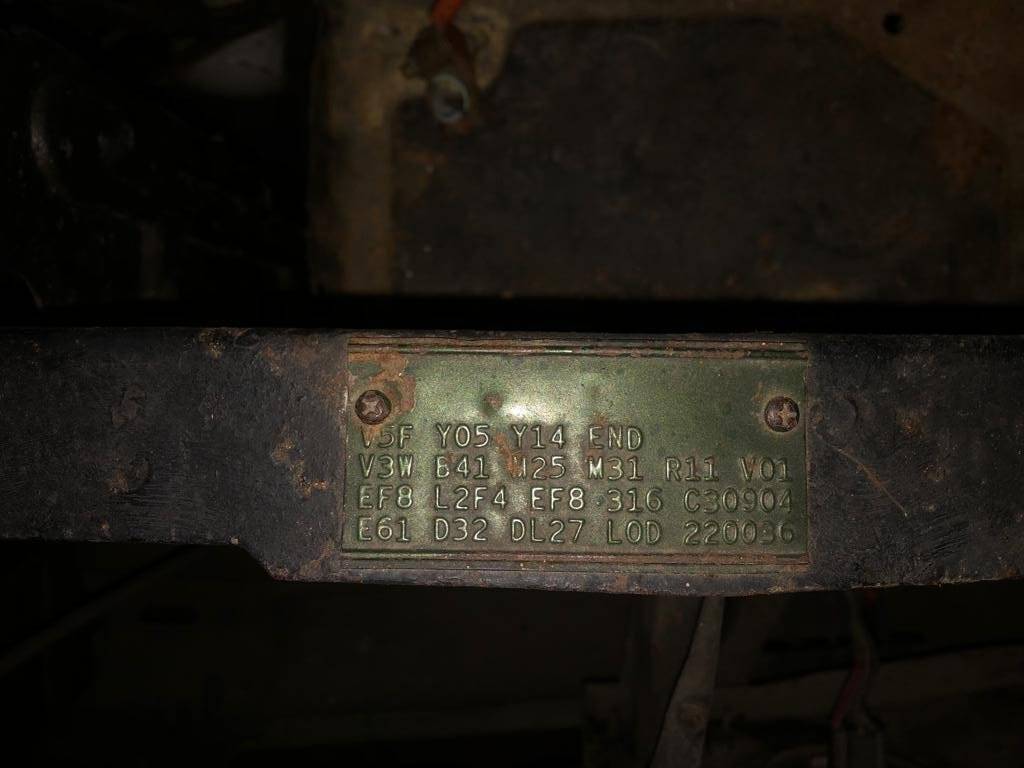 V5F Y05 Y14 END
V3W B41 M25 M31 R11 V01
EF8 L2F4 EF8 316 C30904
E61 D32 DL27 LOD 220036